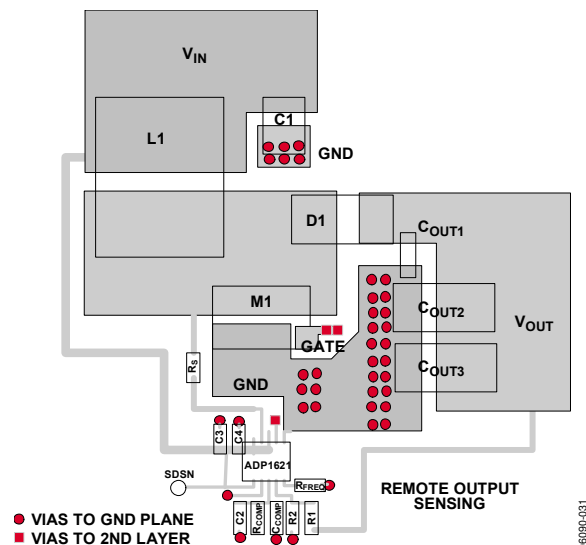 VIN
L1
C1
GND
D1
COUT1
M1
COUT2
VOUT
GATE
COUT3
RS
GND
C3
C4
ADP1621
SDSN
RFREQ
REMOTE OUTPUT
SENSING
C2
RCOMP
CCOMP
R2
R1
VIAS TO GND PLANE
VIAS TO 2ND LAYER
6090-031